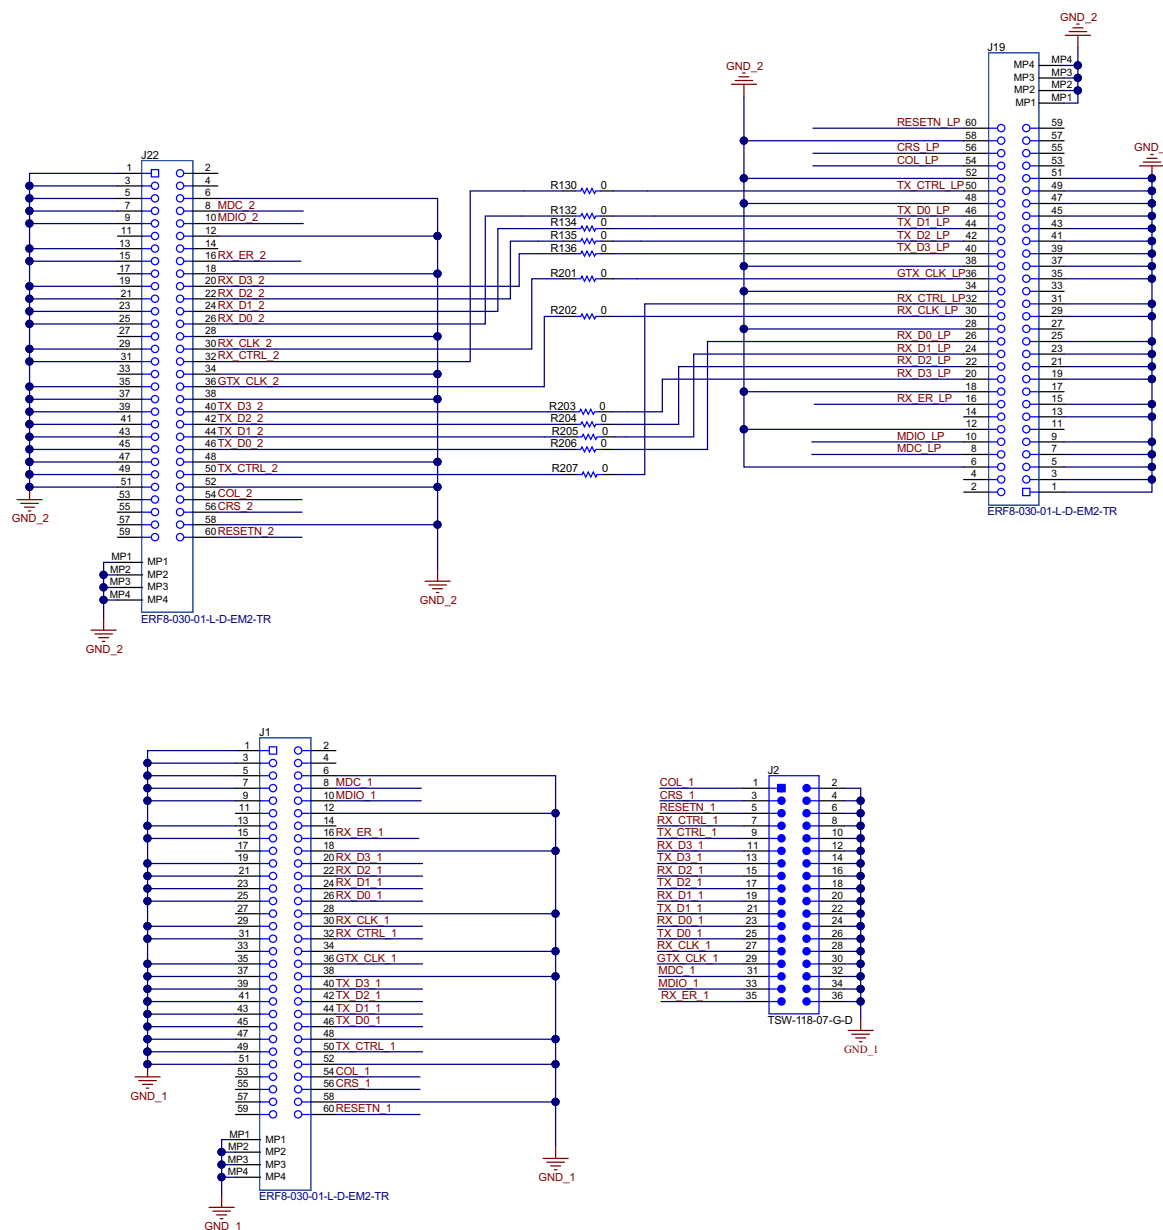 GND_2
J19
MP4 MP4
MP3 MP3
MP2 MP2
MP1 MP1
GND_2
RESETN_LP 60 59
58 57
CRS_LP 56 55
COL_LP 54 53
52 51
TX_CTRL_LP 50 49
48 47
TX_D0_LP 46 45
TX_D1_LP 44 43
TX_D2_LP 42 41
TX_D3_LP 40 39
38 37
GTX CLK_LP 36 35
34 33
RX_CTRL_LP 32 31
RX_CLK_LP 30 29
28 27
RX_D0_LP 26 25
RX_D1_LP 24 23
RX_D2_LP 22 21
RX_D3_LP 20 19
18 17
RX_ER_LP 16 15
14 13
12 11
MDIO_LP 10 9
MDC_LP 8 7
6 5
4 3
2 1
ERF8-030-01-L-D-EM2-TR
GND_
R130 0
R132 0
R134 0
R135 0
R136 0
R201 0
R202 0
R203 0
R204 0
R205 0
R206 0
R207 0
J22
1 2
3 4
5 6
7 8 MDC_2
9 10 MDIO_2
11 12
13 14
15 16 RX_ER_2
17 18
19 20 RX_D3_2
21 22 RX_D2_2
23 24 RX_D1_2
25 26 RX_D0_2
27 28
29 30 RX_CLK_2
31 32 RX_CTRL_2
33 34
35 36 GTX CLK_2
37 38
39 40 TX_D3_2
41 42 TX_D2_2
43 44 TX_D1_2
45 46 TX_D0_2
47 48
49 50 TX_CTRL_2
51 52
53 54 COL_2
55 56 CRS_2
57 58
59 60 RESETN_2
MP1 MP1
MP2 MP2
MP3 MP3
MP4 MP4
ERF8-030-01-L-D-EM2-TR
GND_2
GND_2
GND_2
J1
1 2
3 4
5 6
7 8 MDC_1
9 10 MDIO_1
11 12
13 14
15 16 RX_ER_1
17 18
19 20 RX_D3_1
21 22 RX_D2_1
23 24 RX_D1_1
25 26 RX_D0_1
27 28
29 30 RX_CLK_1
31 32 RX_CTRL_1
33 34
35 36 GTX CLK_1
37 38
39 40 TX_D3_1
41 42 TX_D2_1
43 44 TX_D1_1
45 46 TX_D0_1
47 48
49 50 TX_CTRL_1
51 52
53 54 COL_1
55 56 CRS_1
57 58
59 60 RESETN_1
MP1 MP1
MP2 MP2
MP3 MP3
MP4 MP4
ERF8-030-01-L-D-EM2-TR
GND_1
GND_1
GND_1
J2
COL_1 1 2
CRS_1 3 4
RESETN_1 5 6
RX_CTRL_1 7 8
TX_CTRL_1 9 10
RX_D3_1 11 12
TX_D3_1 13 14
RX_D2_1 15 16
TX_D2_1 17 18
RX_D1_1 19 20
TX_D1_1 21 22
RX_D0_1 23 24
TX_D0_1 25 26
RX_CLK_1 27 28
GTX CLK_1 29 30
MDC_1 31 32
MDIO_1 33 34
RX_ER_1 35 36
TSW-118-07-G-D
GND_1